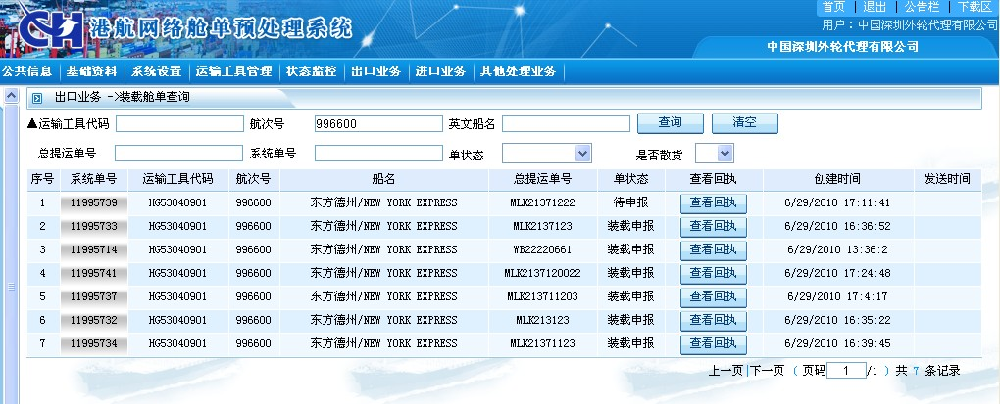 首页 | 退出 | 公告栏 | 下载区
用户：中国深圳外轮代理有限公司
CH 港航网络舱单预处理系统
中国深圳外轮代理有限公司
公共信息 基础资料 系统设置 运输工具管理 状态监控 出口业务 进口业务 其他处理业务
出口业务 ->装载舱单查询
▲运输工具代码 航次号 996600 英文船名 查询 清空
总提运单号 系统单号 单状态 是否散货
序号 系统单号 运输工具代码 航次号 船名 总提运单号 单状态 查看回执 创建时间 发送时间
1 11995739 HG53040901 996600 东方德州/NEW YORK EXPRESS MLK21371222 待申报 查看回执 6/29/2010 17:11:41
2 11995733 HG53040901 996600 东方德州/NEW YORK EXPRESS MLK2137123 装载申报 查看回执 6/29/2010 16:36:52
3 11995714 HG53040901 996600 东方德州/NEW YORK EXPRESS WB22220661 装载申报 查看回执 6/29/2010 13:36:2
4 11995741 HG53040901 996600 东方德州/NEW YORK EXPRESS MLK2137120022 装载申报 查看回执 6/29/2010 17:24:48
5 11995737 HG53040901 996600 东方德州/NEW YORK EXPRESS MLK213711203 装载申报 查看回执 6/29/2010 17:4:17
6 11995732 HG53040901 996600 东方德州/NEW YORK EXPRESS MLK213123 装载申报 查看回执 6/29/2010 16:35:22
7 11995734 HG53040901 996600 东方德州/NEW YORK EXPRESS MLK21371123 装载申报 查看回执 6/29/2010 16:39:45
上一页|下一页 （ 页码 1 /1 ）共 7 条记录